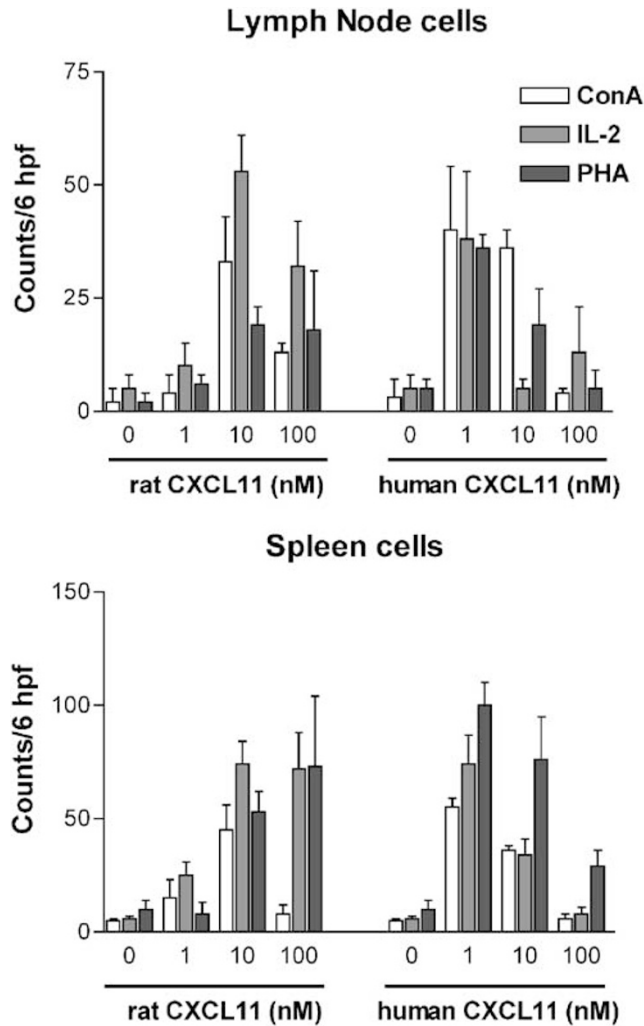 Lymph Node cells
75
50
25
0
Counts/6 hpf
ConA
IL-2
PHA
0 1 10 100 0 1 10 100
rat CXCL11 (nM) human CXCL11 (nM)
Spleen cells
150
100
50
0
Counts/6 hpf
0 1 10 100 0 1 10 100
rat CXCL11 (nM) human CXCL11 (nM)